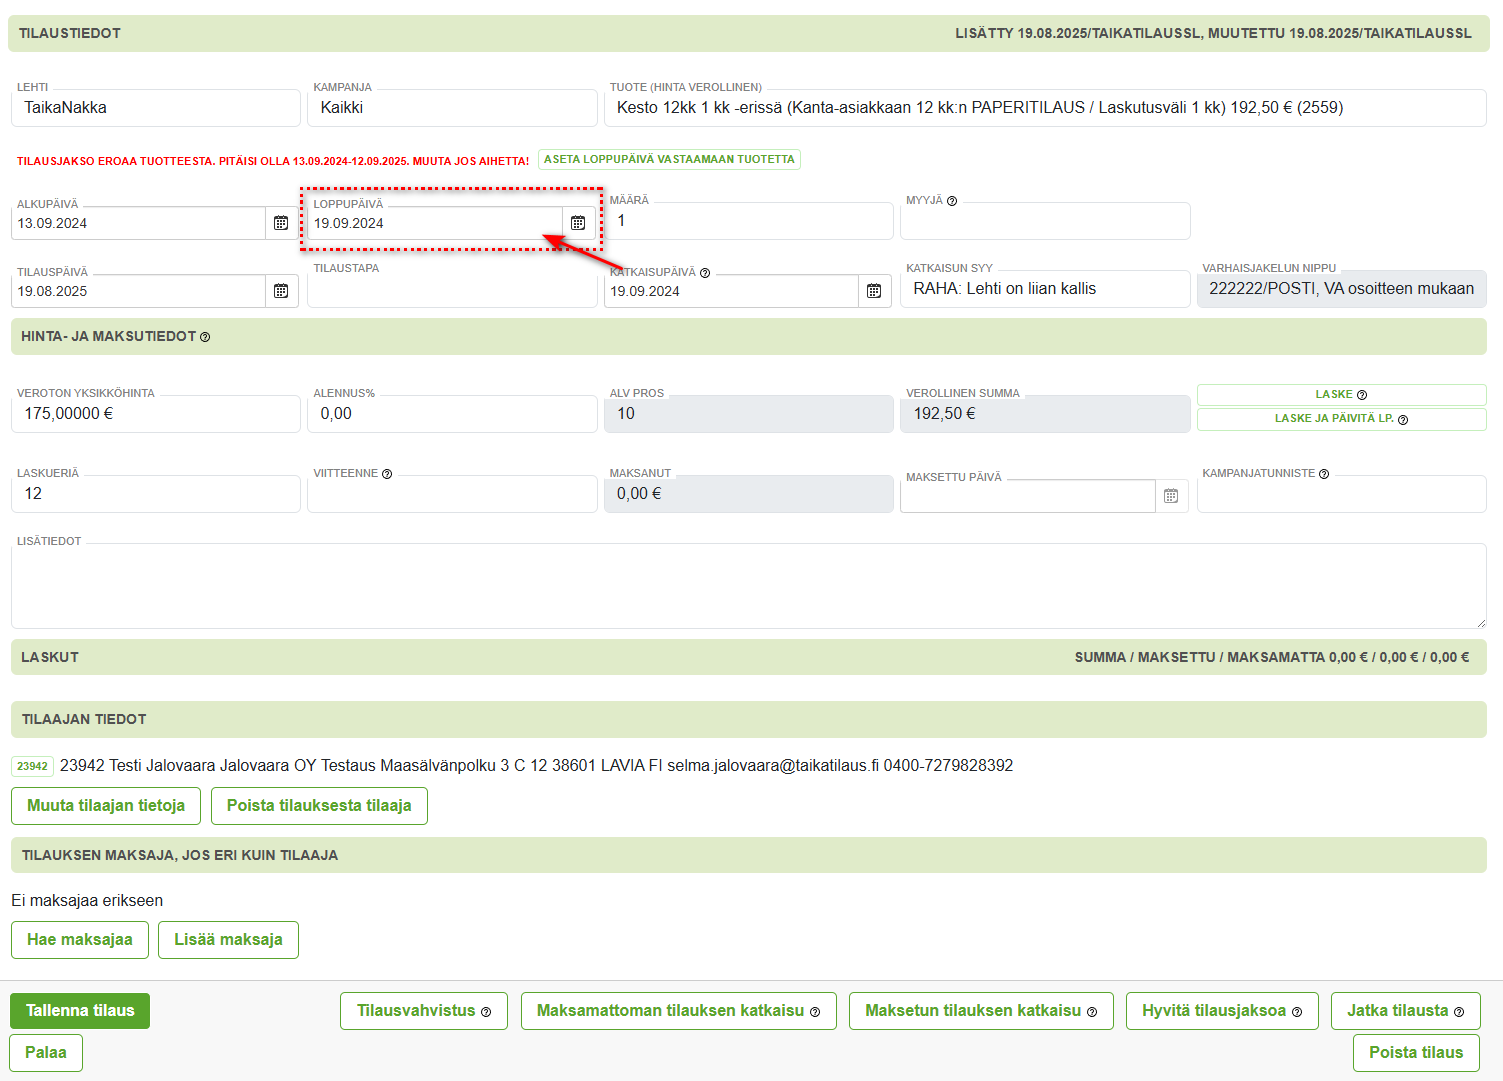 TILAUSTIEDOT LISÄTTY 19.08.2025/TAIKATILAUSSL, MUUTETTU 19.08.2025/TAIKATILAUSSL
LEHTI KAMPANJA TUOTE (HINTA VEROLLINEN)
TaikaNakka Kaikki Kesto 12kk 1 kk -erissä (Kanta-asiakkaan 12 kk:n PAPERITILAUS / Laskutusväli 1 kk) 192,50 € (2559)
TILAUSJAKSO EROAA TUOTTEESTA. PITÄISI OLLA 13.09.2024-12.09.2025. MUUTA JOS AIHETTA! ASETA LOPPUPÄIVÄ VASTAAMAAN TUOTETTA
ALKUPÄIVÄ LOPPUPÄIVÄ MÄÄRÄ MYYJÄ
13.09.2024 19.09.2024 1
TILAUSPÄIVÄ TILAUSTAPA KATKAISUPÄIVÄ KATKAISUN SYY VARHAISJAKELUN NIPPU
19.08.2025 19.09.2024 RAHA: Lehti on liian kallis 222222/POSTI, VA osoitteen mukaan
HINTA- JA MAKSUTIEDOT
VEROTON YKSIKKÖHINTA ALENNUS% ALV PROS VEROLLINEN SUMMA LASKE
175,00000 € 0,00 10 192,50 € LASKE JA PÄIVITÄ LP.
LASKUERIÄ VIITTEENNE MAKSANUT MAKSETTU PÄIVÄ KAMPANJATUNNISTE
12 0,00 €
LISÄTIEDOT
LASKUT SUMMA / MAKSETTU / MAKSAMATTA 0,00 € / 0,00 € / 0,00 €
TILAAJAN TIEDOT
23942 23942 Testi Jalovaara Jalovaara OY Testaus Maasälvänpolku 3 C 12 38601 LAVIA FI selma.jalovaara@taikatilaus.fi 0400-7279828392
Muuta tilaajan tietoja Poista tilauksesta tilaaja
TILAUKSEN MAKSAJA, JOS ERI KUIN TILAAJA
Ei maksajaa erikseen
Hae maksajaa Lisää maksaja
Tallenna tilaus Tilausvahvistus Maksamattoman tilauksen katkaisu Maksetun tilauksen katkaisu Hyvitä tilausjaksoa Jatka tilausta
Palaa Poista tilaus